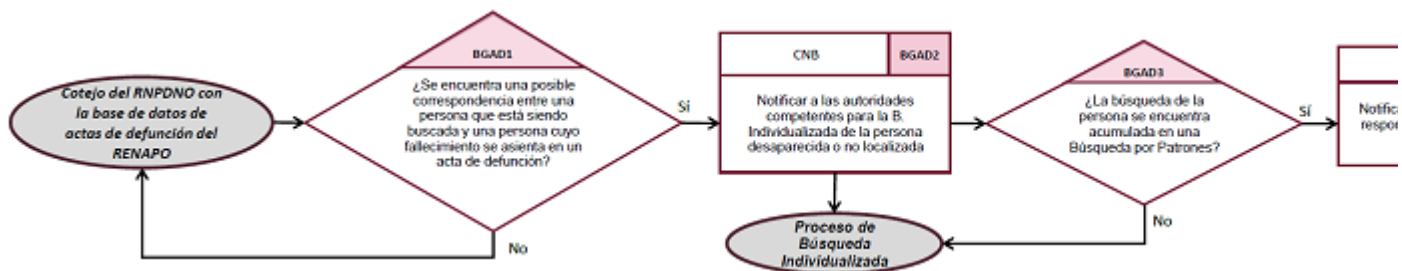 Cotejo del RNPDNO con
la base de datos de
actas de defunción del
RENAPO
BGAD1
¿Se encuentra una posible
correspondencia entre una
persona que está siendo
buscada y una persona cuyo
fallecimiento se asienta en un
acta de defunción?
No
Sí
CNB
BGAD2
Notificar a las autoridades
competentes para la B.
Individualizada de la persona
desaparecida o no localizada
Proceso de
Búsqueda
Individualizada
BGAD3
¿La búsqueda de la
persona se encuentra
acumulada en una
Búsqueda por Patrones?
No
Sí
Notifica
respon